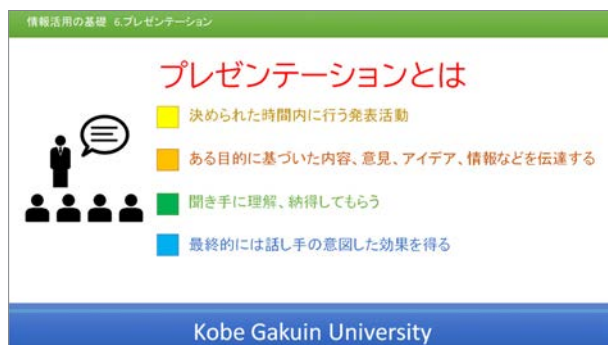 情報活用の基礎 6.プレゼンテーション
プレゼンテーションとは
決められた時間内に行う発表活動
ある目的に基づいた内容、意見、アイデア、情報などを伝達する
聞き手に理解、納得してもらう
最終的には話し手の意図した効果を得る
Kobe Gakuin University